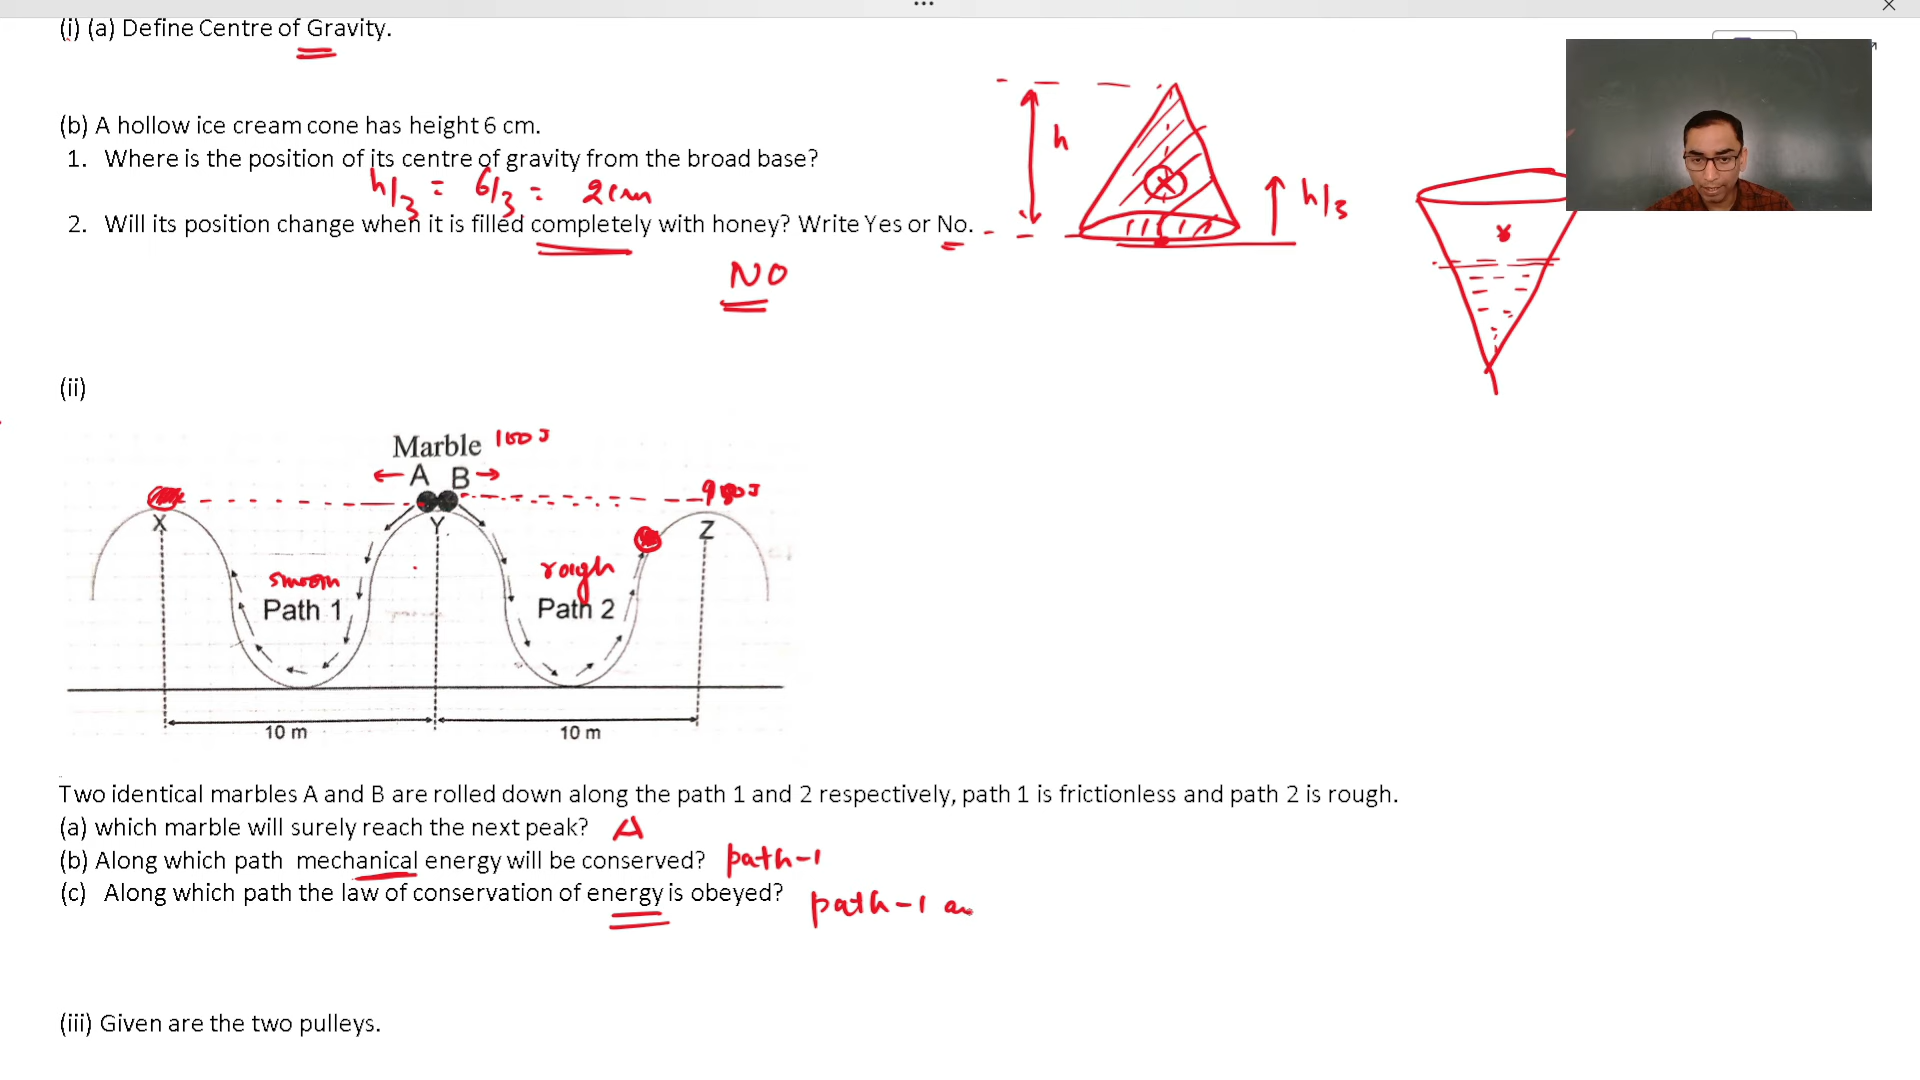 (i) (a) Define Centre of Gravity.
(b) A hollow ice cream cone has height 6 cm.
1. Where is the position of its centre of gravity from the broad base?
h/3 = 6/3 = 2cm
2. Will its position change when it is filled completely with honey? Write Yes or No.
NO
h
h/3
(ii)
Marble 100J
A B
X
Y
Z
smooth
Path 1
rough
Path 2
10 m
10 m
Two identical marbles A and B are rolled down along the path 1 and 2 respectively, path 1 is frictionless and path 2 is rough.
(a) which marble will surely reach the next peak? A
(b) Along which path mechanical energy will be conserved? path-1
(c) Along which path the law of conservation of energy is obeyed? path-1 an
(iii) Given are the two pulleys.